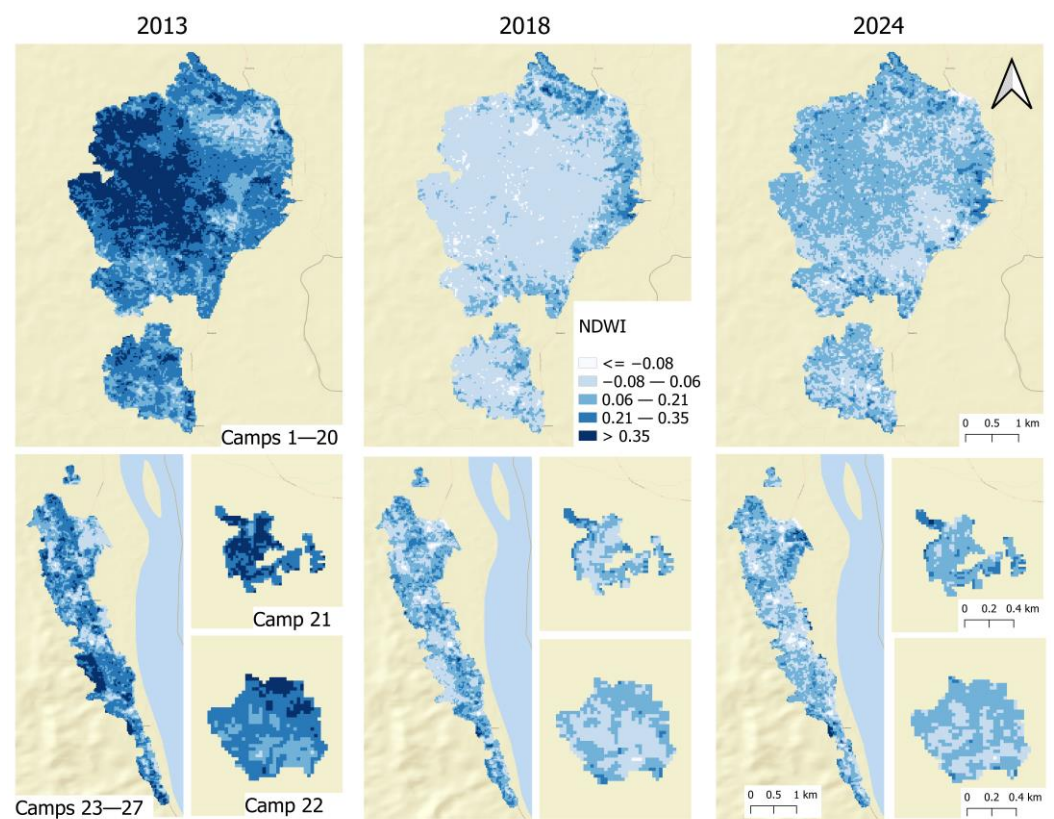 2013
2018
2024
NDWI
<= −0.08
−0.08 — 0.06
0.06 — 0.21
0.21 — 0.35
> 0.35
Camps 1—20
0 0.5 1 km
Camp 21
0 0.2 0.4 km
Camps 23—27
Camp 22
0 0.5 1 km
0 0.2 0.4 km